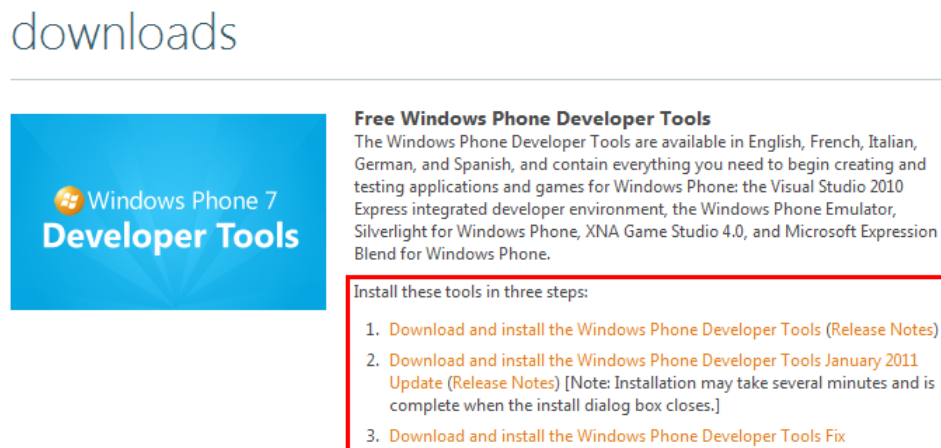 downloads
Windows Phone 7
Developer Tools
Free Windows Phone Developer Tools
The Windows Phone Developer Tools are available in English, French, Italian,
German, and Spanish, and contain everything you need to begin creating and
testing applications and games for Windows Phone: the Visual Studio 2010
Express integrated developer environment, the Windows Phone Emulator,
Silverlight for Windows Phone, XNA Game Studio 4.0, and Microsoft Expression
Blend for Windows Phone.
Install these tools in three steps:
1. Download and install the Windows Phone Developer Tools (Release Notes)
2. Download and install the Windows Phone Developer Tools January 2011
Update (Release Notes) [Note: Installation may take several minutes and is
complete when the install dialog box closes.]
3. Download and install the Windows Phone Developer Tools Fix